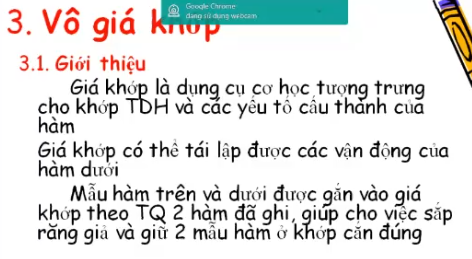 Google Chrome
đang sử dụng webcam
3. Vô giá khớp
3.1. Giới thiệu
Giá khớp là dụng cụ cơ học tượng trưng
cho khớp TDH và các yếu tố cấu thành của
hàm
Giá khớp có thể tái lập được các vận động của
hàm dưới
Mẫu hàm trên và dưới được gắn vào giá
khớp theo TQ 2 hàm đã ghi, giúp cho việc sắp
răng giả và giữ 2 mẫu hàm ở khớp cắn đúng